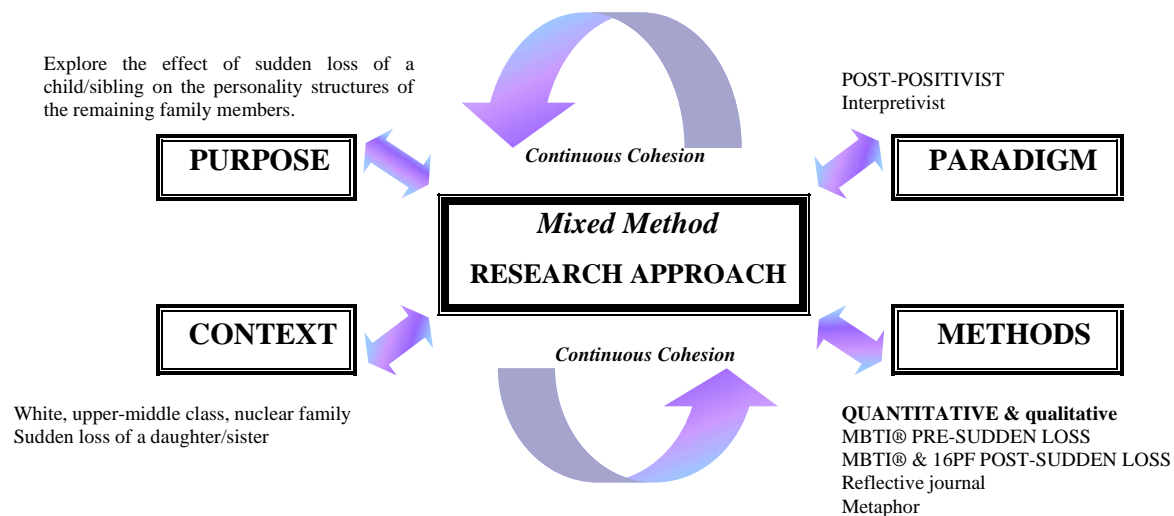 Explore the effect of sudden loss of a
child/sibling on the personality structures of
the remaining family members.
PURPOSE
POST-POSITIVIST
Interpretivist
PARADIGM
Continuous Cohesion
Mixed Method
RESEARCH APPROACH
Continuous Cohesion
CONTEXT
White, upper-middle class, nuclear family
Sudden loss of a daughter/sister
METHODS
QUANTITATIVE & qualitative
MBTI® PRE-SUDDEN LOSS
MBTI® & 16PF POST-SUDDEN LOSS
Reflective journal
Metaphor